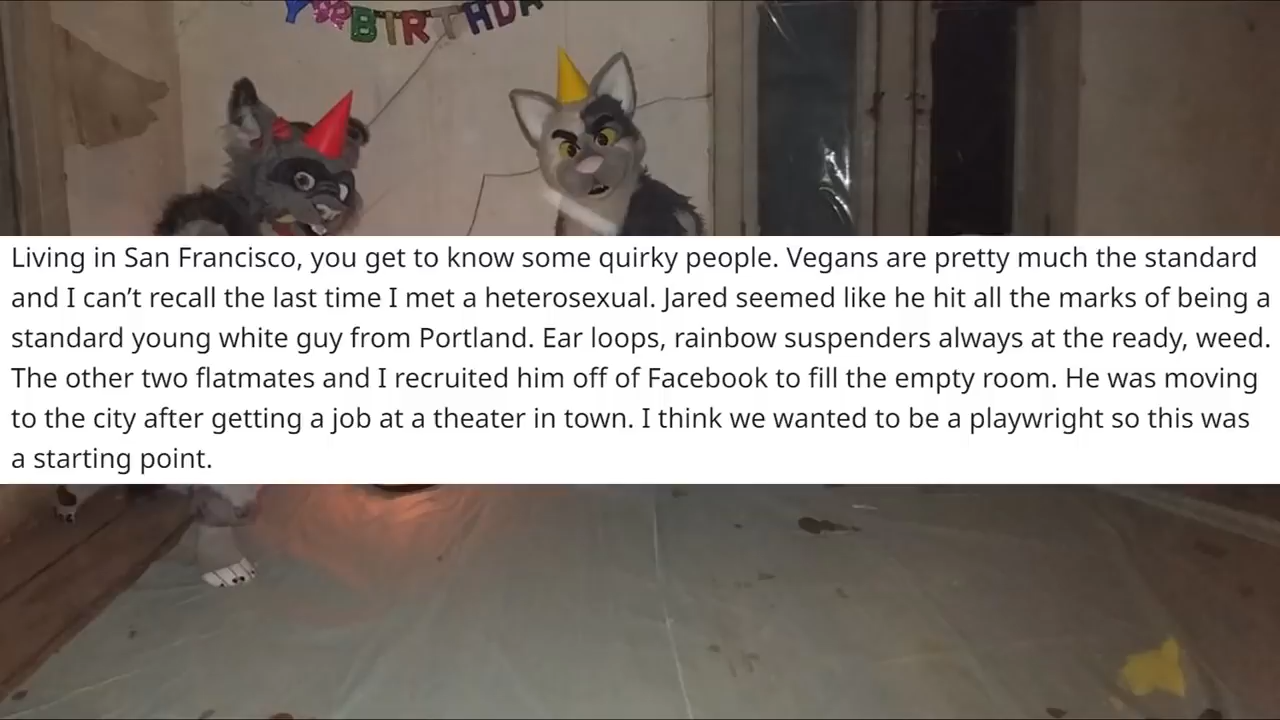 BIRTHDA
Living in San Francisco, you get to know some quirky people. Vegans are pretty much the standard
and I can’t recall the last time I met a heterosexual. Jared seemed like he hit all the marks of being a
standard young white guy from Portland. Ear loops, rainbow suspenders always at the ready, weed.
The other two flatmates and I recruited him off of Facebook to fill the empty room. He was moving
to the city after getting a job at a theater in town. I think we wanted to be a playwright so this was
a starting point.